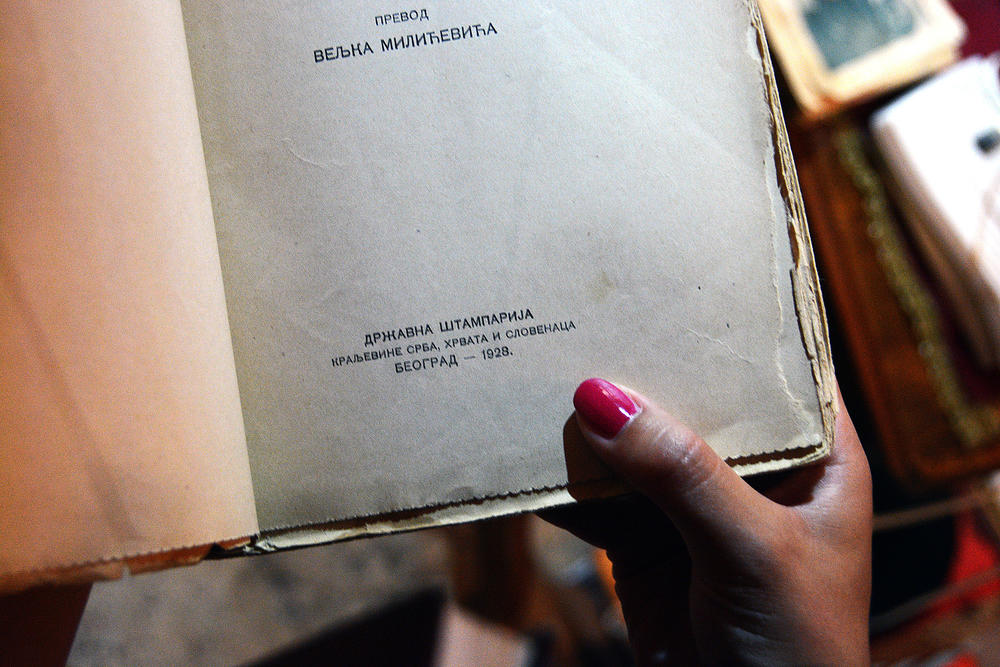 ПРЕВОД
ВЕЉКА МИЛИЋЕВИЋА
ДРЖАВНА ШТАМПАРИЈА
КРАЉЕВИНЕ СРБА, ХРВАТА И СЛОВЕНАЦА
БЕОГРАД — 1928.